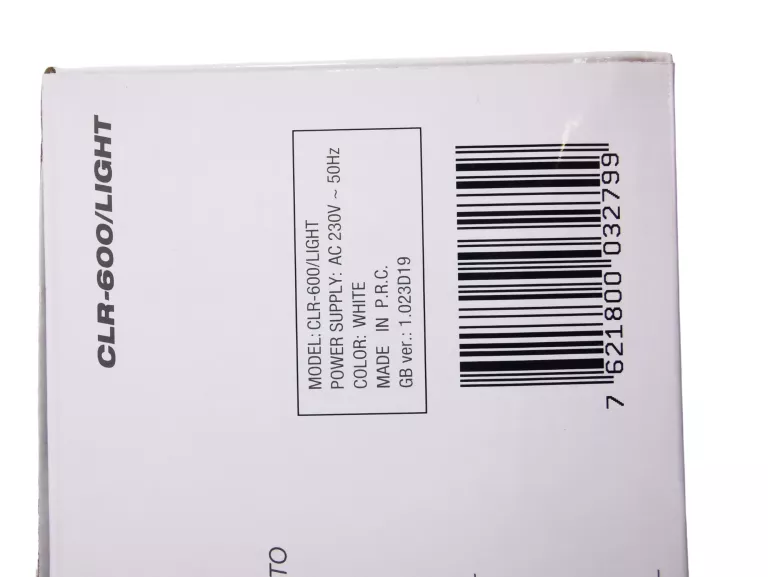 CLR-600/LIGHT
MODEL: CLR-600/LIGHT
POWER SUPPLY: AC 230V ~ 50Hz
COLOR: WHITE
MADE IN P.R.C.
GB ver.: 1.023D19
7 621800 032799
TO